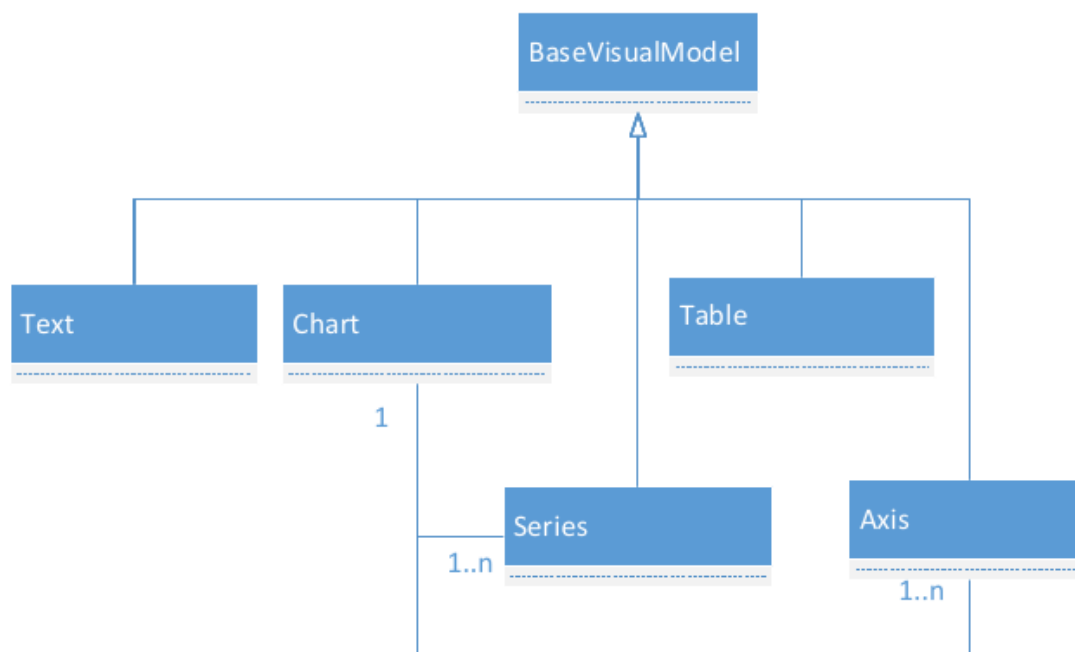 BaseVisualModel
Text
Chart
Table
1
Series
Axis
1..n
1..n